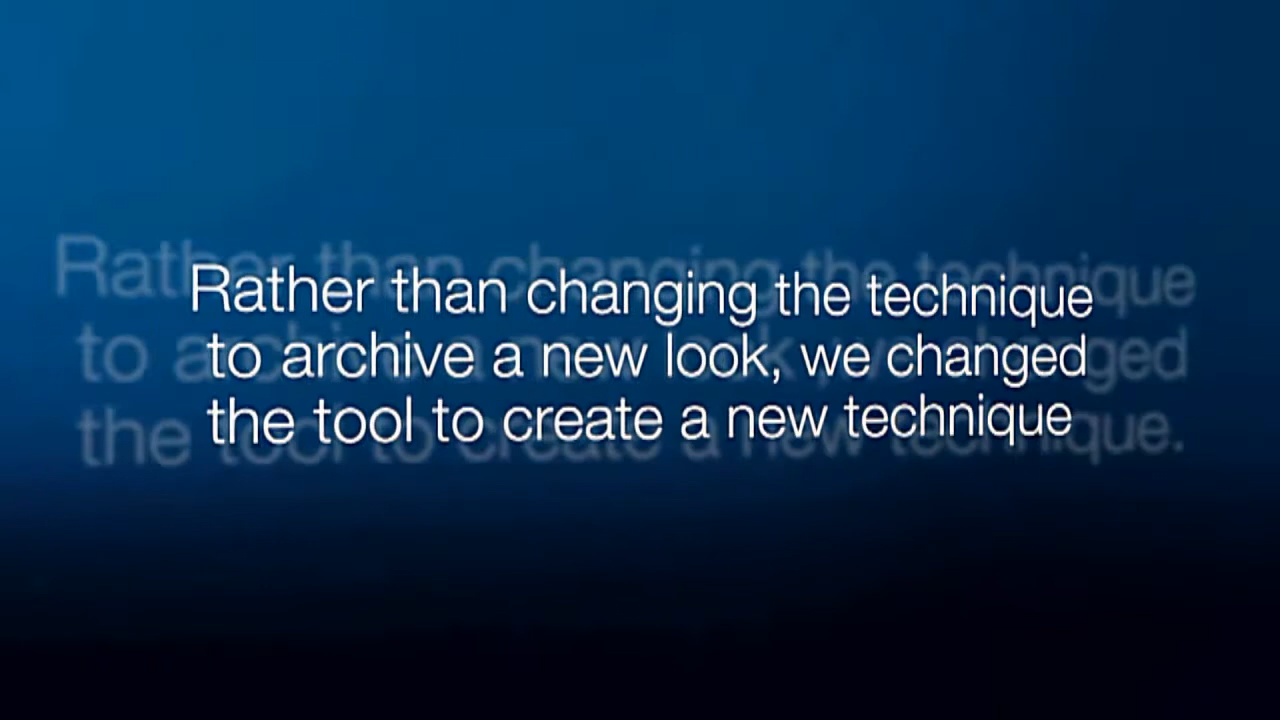 Rather than changing the technique
to archive a new look, we changed
the tool to create a new technique